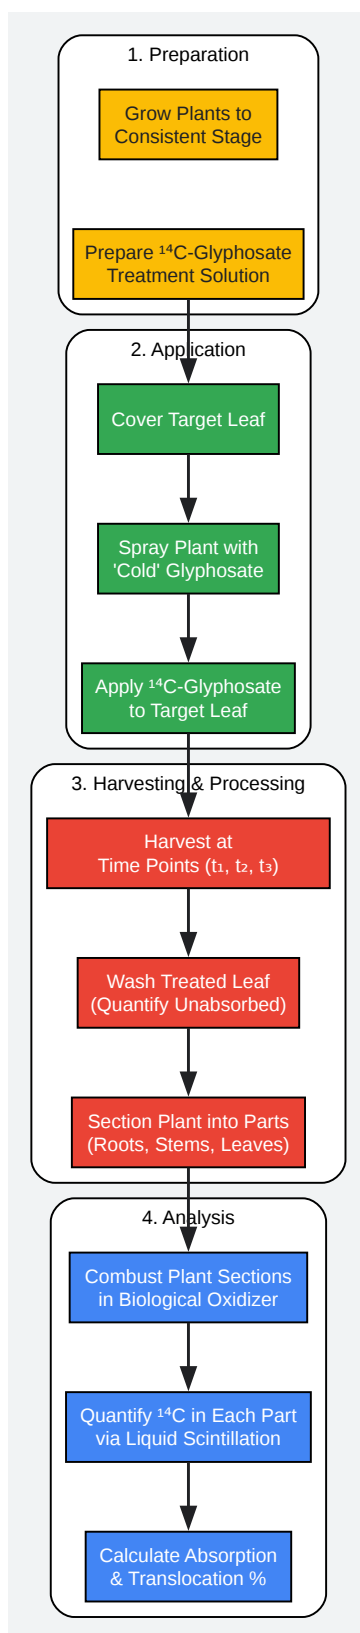 1. Preparation
Grow Plants to
Consistent Stage
Prepare ¹⁴C-Glyphosate
Treatment Solution
2. Application
Cover Target Leaf
Spray Plant with
'Cold' Glyphosate
Apply ¹⁴C-Glyphosate
to Target Leaf
3. Harvesting & Processing
Harvest at
Time Points (t₁, t₂, t₃)
Wash Treated Leaf
(Quantify Unabsorbed)
Section Plant into Parts
(Roots, Stems, Leaves)
4. Analysis
Combust Plant Sections
in Biological Oxidizer
Quantify ¹⁴C in Each Part
via Liquid Scintillation
Calculate Absorption
& Translocation %